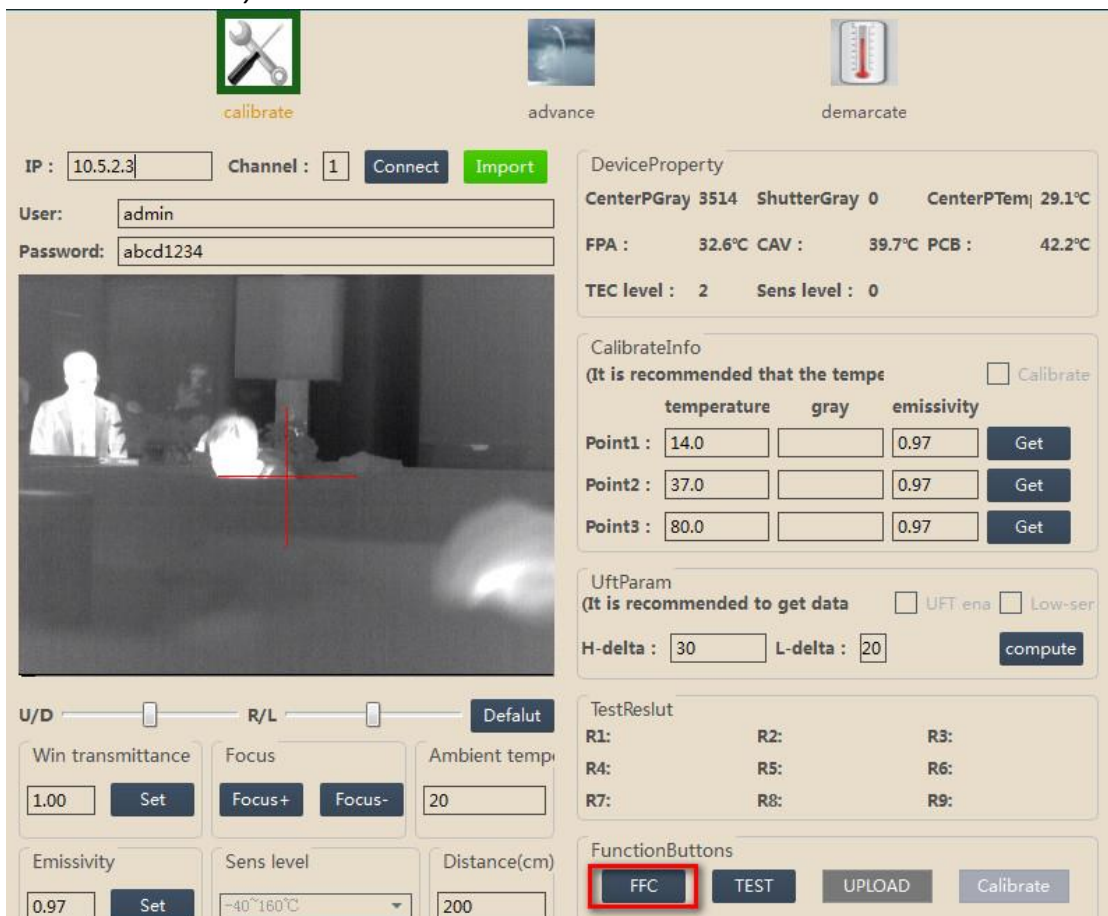 calibrate
advance
demarcate
IP : 10.5.2.3 Channel : 1 Connect Import
User: admin
Password: abcd1234
U/D R/L Defalut
Win transmittance Focus Ambient tempe
1.00 Set Focus+ Focus- 20
Emissivity Sens level Distance(cm)
0.97 Set -40~160℃ 200
DeviceProperty
CenterPGray 3514 ShutterGray 0 CenterPTem 29.1℃
FPA : 32.6℃ CAV : 39.7℃ PCB : 42.2℃
TEC level : 2 Sens level : 0
CalibrateInfo
(It is recommended that the tempe Calibrate
temperature gray emissivity
Point1 : 14.0 0.97 Get
Point2 : 37.0 0.97 Get
Point3 : 80.0 0.97 Get
UftParam
(It is recommended to get data UFT ena Low-ser
H-delta : 30 L-delta : 20 compute
TestReslut
R1: R2: R3:
R4: R5: R6:
R7: R8: R9:
FunctionButtons
FFC TEST UPLOAD Calibrate